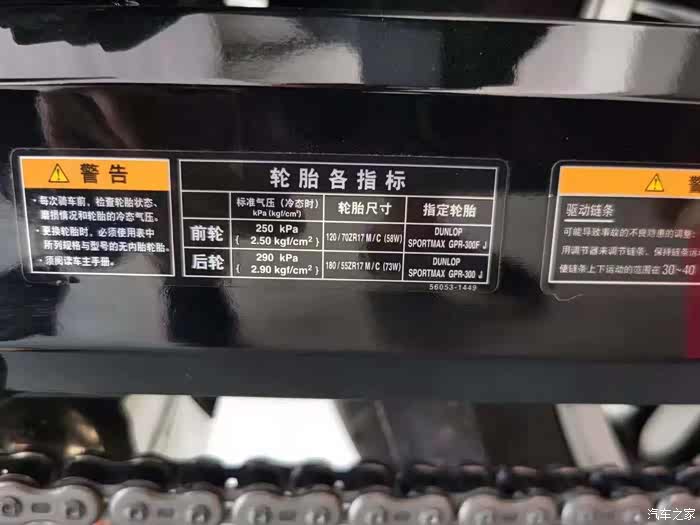 警告
·每次骑车前，检查轮胎状态、
磨损情况和轮胎的冷态气压。
·更换轮胎时，必须使用表中
所列规格与型号的无内胎轮胎。
·须阅读车主手册。
轮胎各指标
标准气压（冷态时） kPa (kgf/cm²) 轮胎尺寸 指定轮胎
前轮 250 kPa { 2.50 kgf/cm² } 120/70ZR17 M/C (58W) DUNLOP SPORTMAX GPR-300F J
后轮 290 kPa { 2.90 kgf/cm² } 180/55ZR17 M/C (73W) DUNLOP SPORTMAX GPR-300 J
56053-1449
驱动链条
可能导致事故的不良隐患的调整：
用调节器来调节链条，保持链条运
使链条上下运动的范围在 30~40
汽车之家